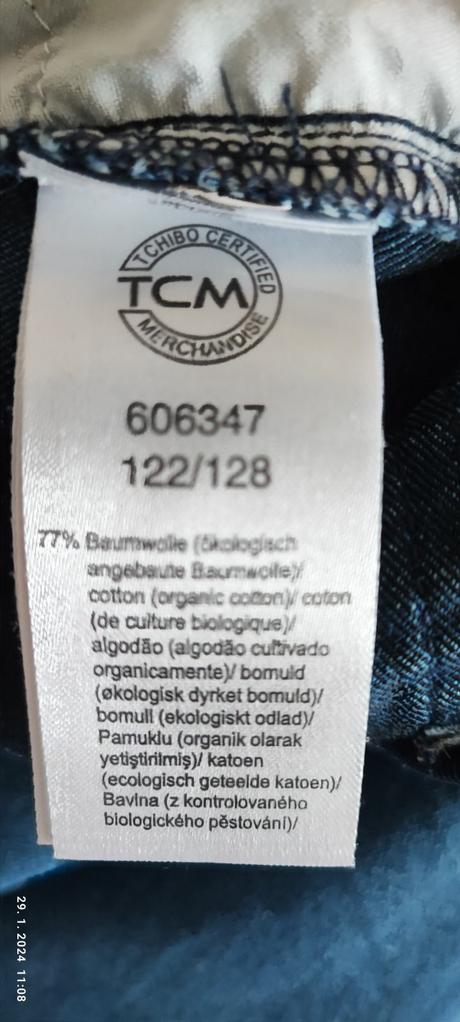 TCHIBO CERTIFIED
TCM
MERCHANDISE
606347
122/128
77% Baumwolle (ökologisch
angebaute Baumwolle)/
cotton (organic cotton)/ coton
(de culture biologique)/
algodão (algodão cultivado
organicamente)/ bomuld
(økologisk dyrket bomuld)/
bomull (ekologiskt odlad)/
Pamuklu (organik olarak
yetiştirilmiş)/ katoen
(ecologisch geteelde katoen)/
Bavlna (z kontrolovaného
biologického pěstování)/
29. 1. 2024 11:08